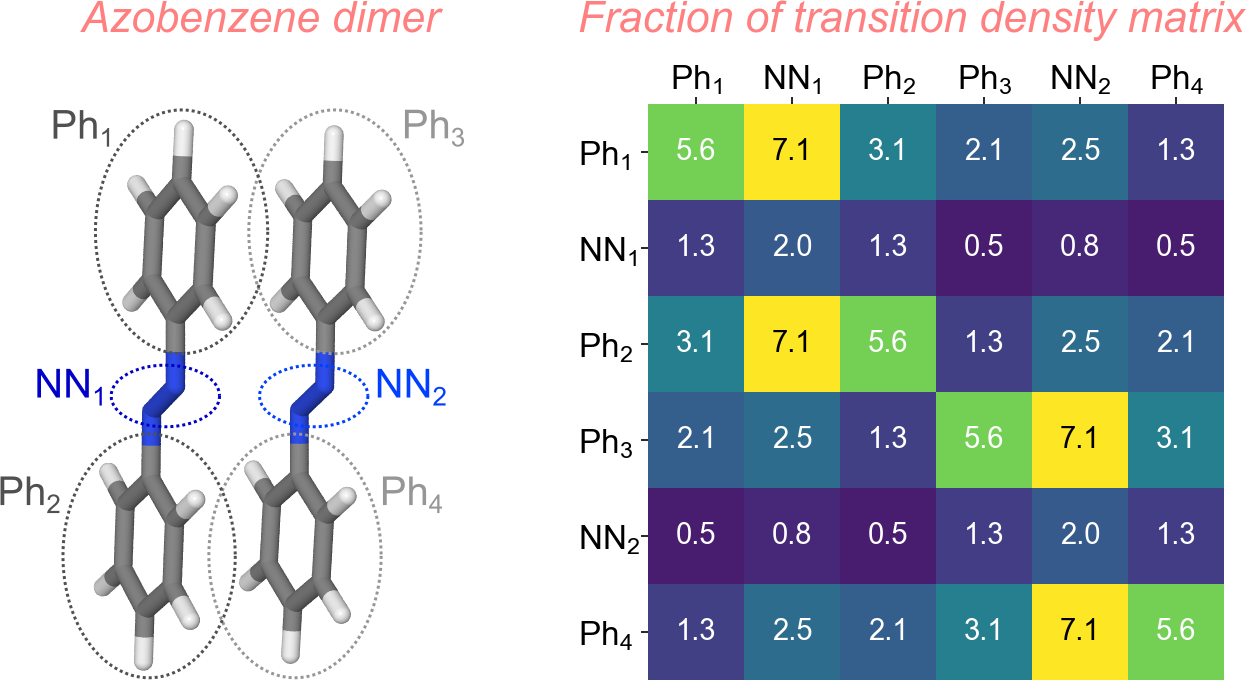 Azobenzene dimer
Ph1
Ph3
NN1
NN2
Ph2
Ph4
Fraction of transition density matrix
Ph1 NN1 Ph2 Ph3 NN2 Ph4
Ph1 5.6 7.1 3.1 2.1 2.5 1.3
NN1 1.3 2.0 1.3 0.5 0.8 0.5
Ph2 3.1 7.1 5.6 1.3 2.5 2.1
Ph3 2.1 2.5 1.3 5.6 7.1 3.1
NN2 0.5 0.8 0.5 1.3 2.0 1.3
Ph4 1.3 2.5 2.1 3.1 7.1 5.6